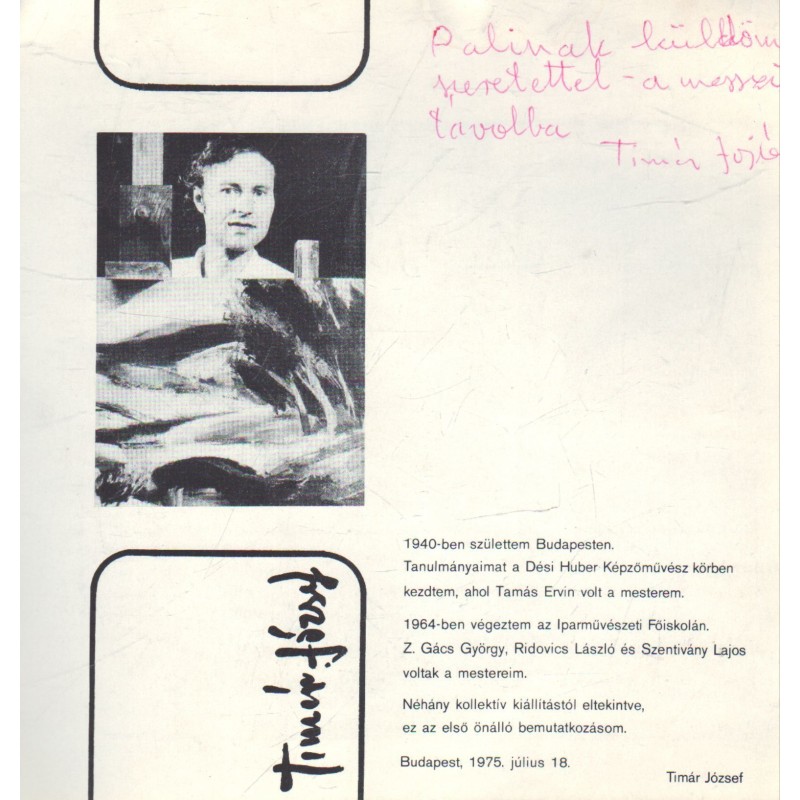 Palinak küldöm
szeretettel - a messzi
távolba
Timár
1940-ben születtem Budapesten.
Tanulmányaimat a Dési Huber Képzőművész körben
kezdtem, ahol Tamás Ervin volt a mesterem.
1964-ben végeztem az Iparművészeti Főiskolán.
Z. Gács György, Ridovics László és Szentivány Lajos
voltak a mestereim.
Néhány kollektív kiállítástól eltekintve,
ez az első önálló bemutatkozásom.
Budapest, 1975. július 18.
Timár József
Timár József